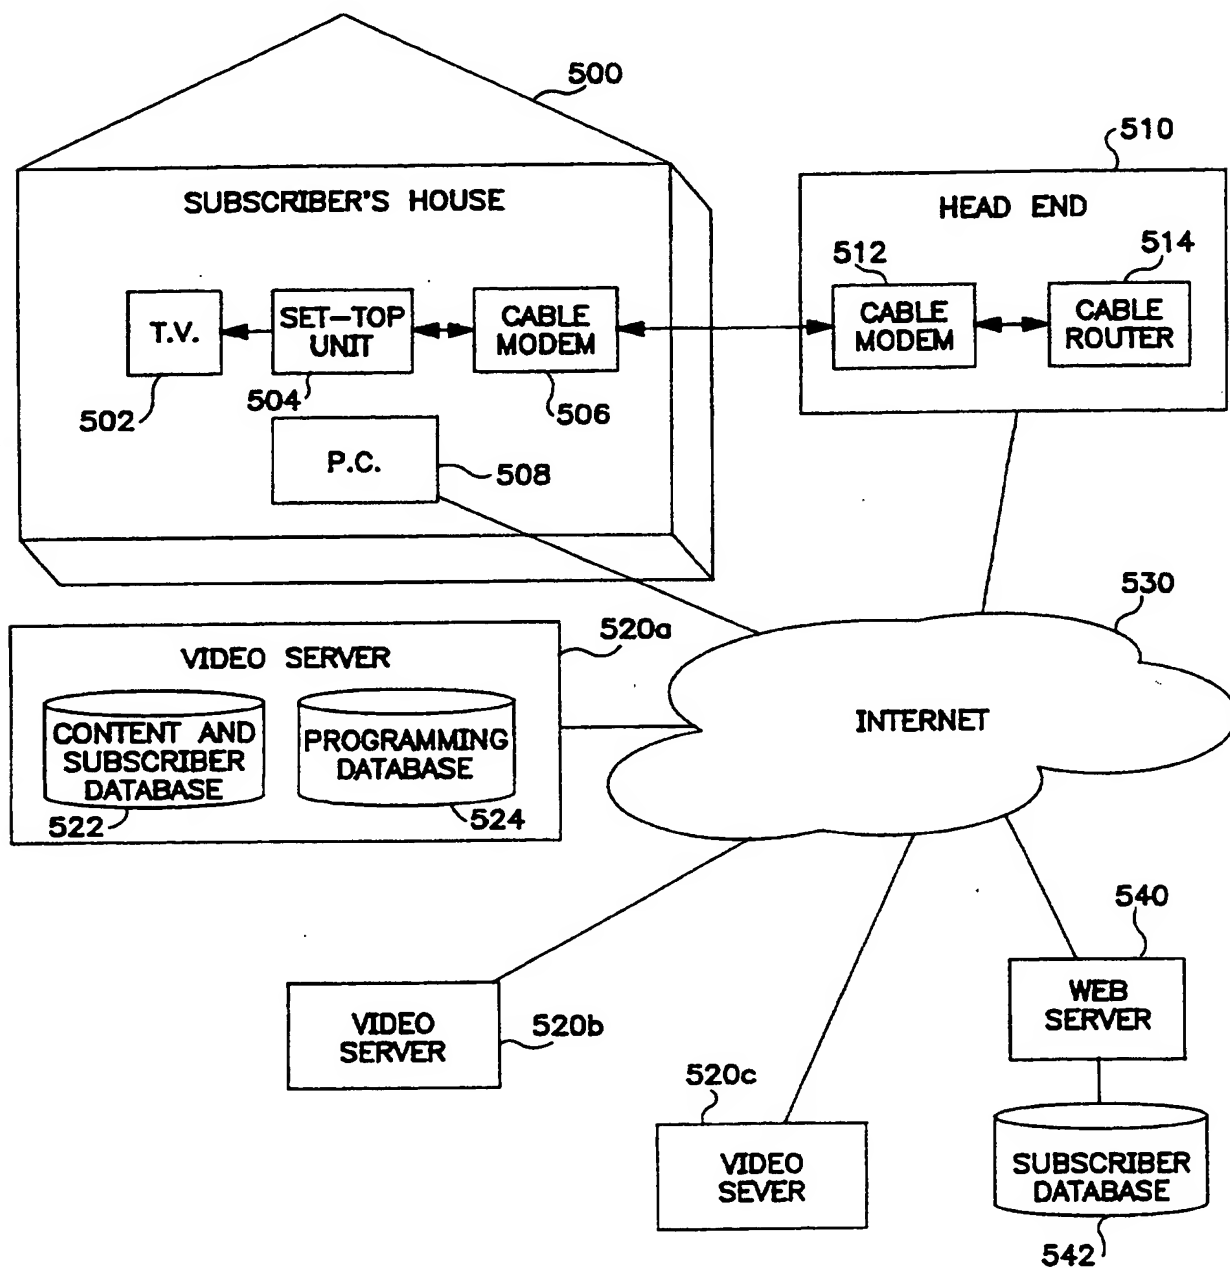 500
SUBSCRIBER'S HOUSE
T.V.
502
SET-TOP
UNIT
504
CABLE
MODEM
506
P.C.
508
510
HEAD END
512
CABLE
MODEM
514
CABLE
ROUTER
520a
VIDEO SERVER
CONTENT AND
SUBSCRIBER
DATABASE
522
PROGRAMMING
DATABASE
524
530
INTERNET
VIDEO
SERVER
520b
520c
VIDEO
SEVER
540
WEB
SERVER
SUBSCRIBER
DATABASE
542